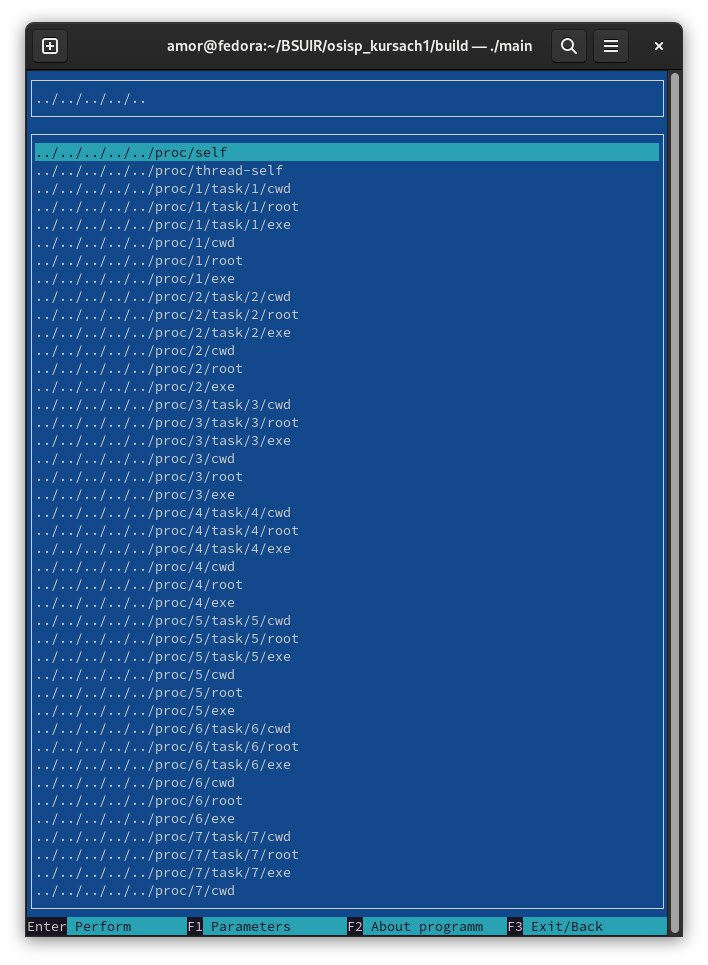 amor@fedora:~/BSUIR/osisp_kursach1/build — ./main
../../../../..
../../../../../proc/self
../../../../../proc/thread-self
../../../../../proc/1/task/1/cwd
../../../../../proc/1/task/1/root
../../../../../proc/1/task/1/exe
../../../../../proc/1/cwd
../../../../../proc/1/root
../../../../../proc/1/exe
../../../../../proc/2/task/2/cwd
../../../../../proc/2/task/2/root
../../../../../proc/2/task/2/exe
../../../../../proc/2/cwd
../../../../../proc/2/root
../../../../../proc/2/exe
../../../../../proc/3/task/3/cwd
../../../../../proc/3/task/3/root
../../../../../proc/3/task/3/exe
../../../../../proc/3/cwd
../../../../../proc/3/root
../../../../../proc/3/exe
../../../../../proc/4/task/4/cwd
../../../../../proc/4/task/4/root
../../../../../proc/4/task/4/exe
../../../../../proc/4/cwd
../../../../../proc/4/root
../../../../../proc/4/exe
../../../../../proc/5/task/5/cwd
../../../../../proc/5/task/5/root
../../../../../proc/5/task/5/exe
../../../../../proc/5/cwd
../../../../../proc/5/root
../../../../../proc/5/exe
../../../../../proc/6/task/6/cwd
../../../../../proc/6/task/6/root
../../../../../proc/6/task/6/exe
../../../../../proc/6/cwd
../../../../../proc/6/root
../../../../../proc/6/exe
../../../../../proc/7/task/7/cwd
../../../../../proc/7/task/7/root
../../../../../proc/7/task/7/exe
../../../../../proc/7/cwd
Enter Perform F1 Parameters F2 About programm F3 Exit/Back